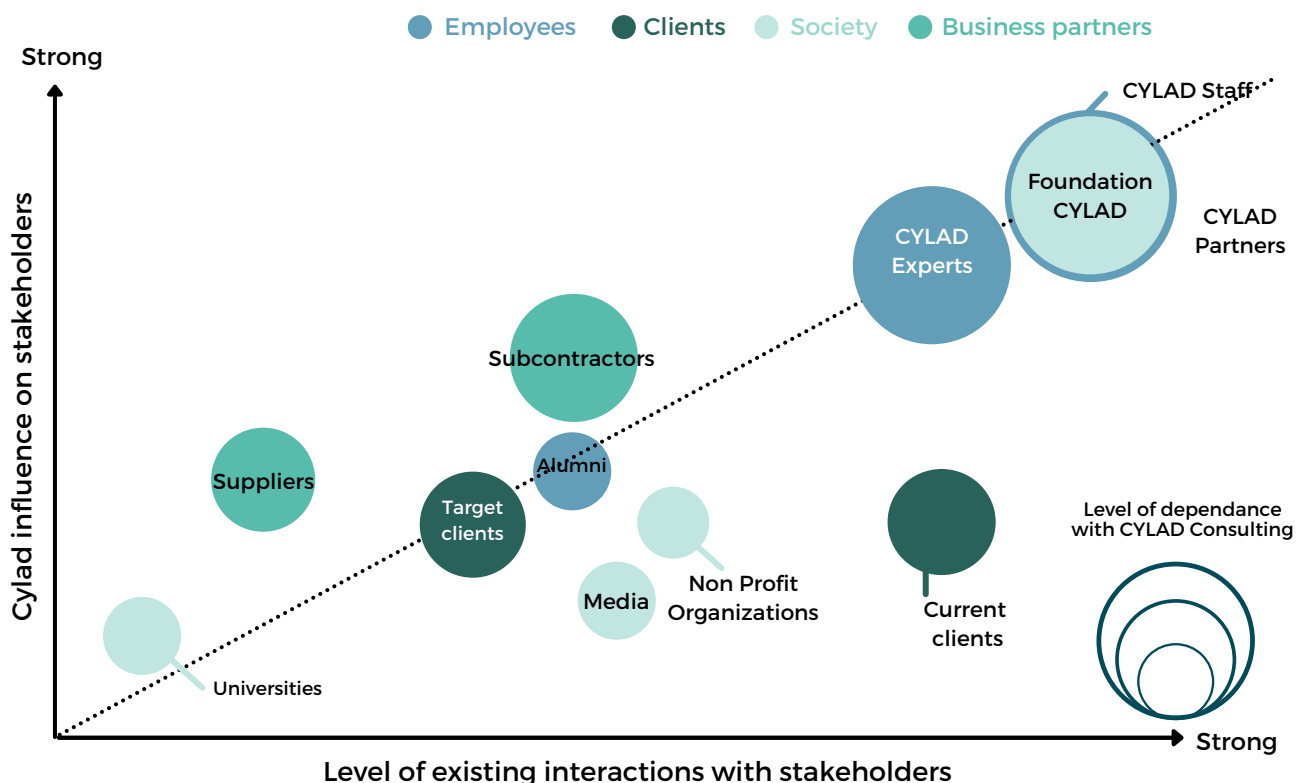 Employees Clients Society Business partners
Strong
CYLAD Staff
Foundation
CYLAD
CYLAD
Partners
CYLAD
Experts
Cylad influence on stakeholders
Subcontractors
Alumni
Suppliers
Target
clients
Level of dependance
with CYLAD Consulting
Non Profit
Organizations
Media
Current
clients
Universities
Strong
Level of existing interactions with stakeholders